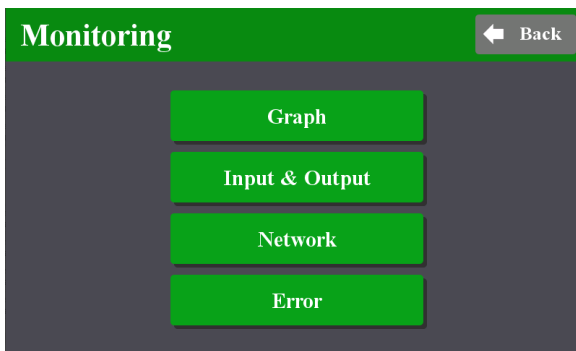 Monitoring
Back
Graph
Input & Output
Network
Error